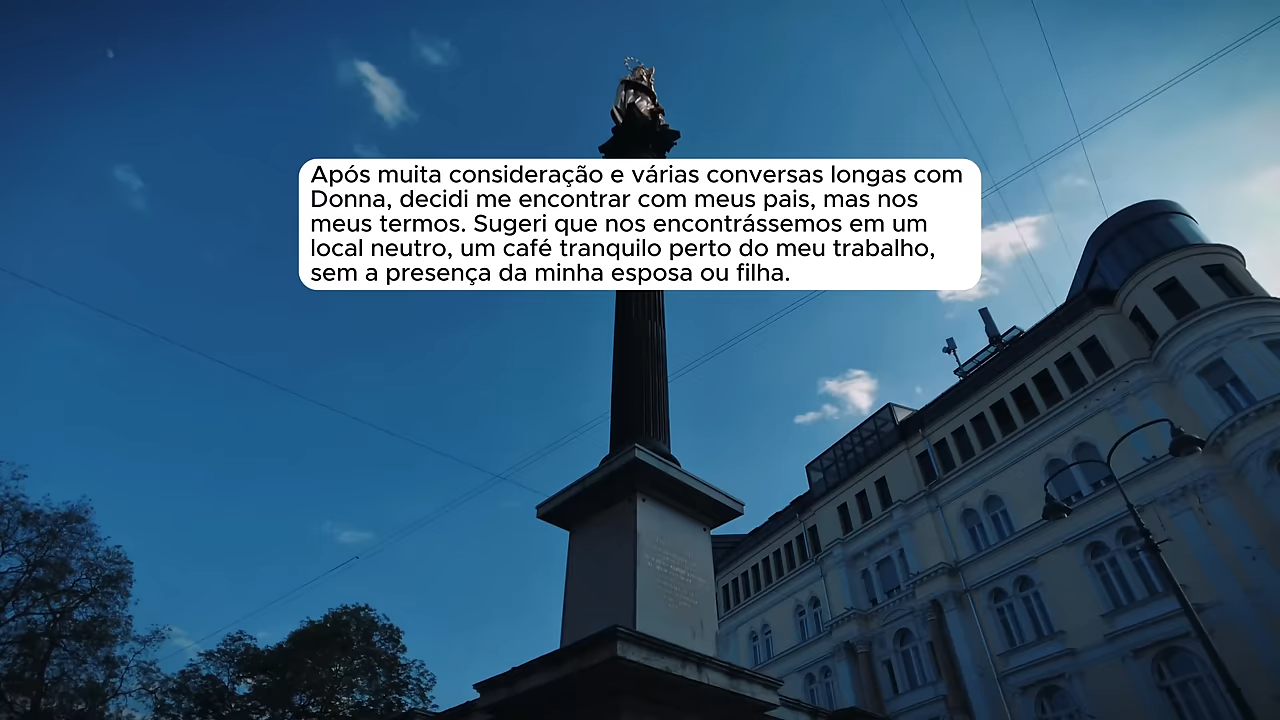 Após muita consideração e várias conversas longas com
Donna, decidi me encontrar com meus pais, mas nos
meus termos. Sugeri que nos encontrássemos em um
local neutro, um café tranquilo perto do meu trabalho,
sem a presença da minha esposa ou filha.